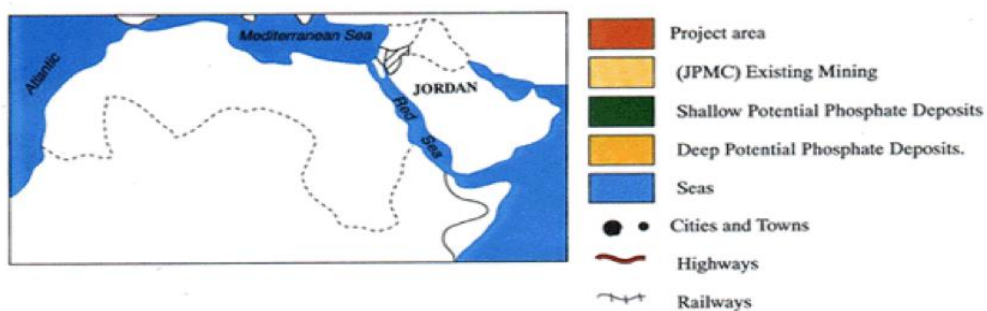 Mediterranean Sea
Atlantic
JORDAN
Red Sea
Project area
(JPMC) Existing Mining
Shallow Potential Phosphate Deposits
Deep Potential Phosphate Deposits.
Seas
Cities and Towns
Highways
Railways